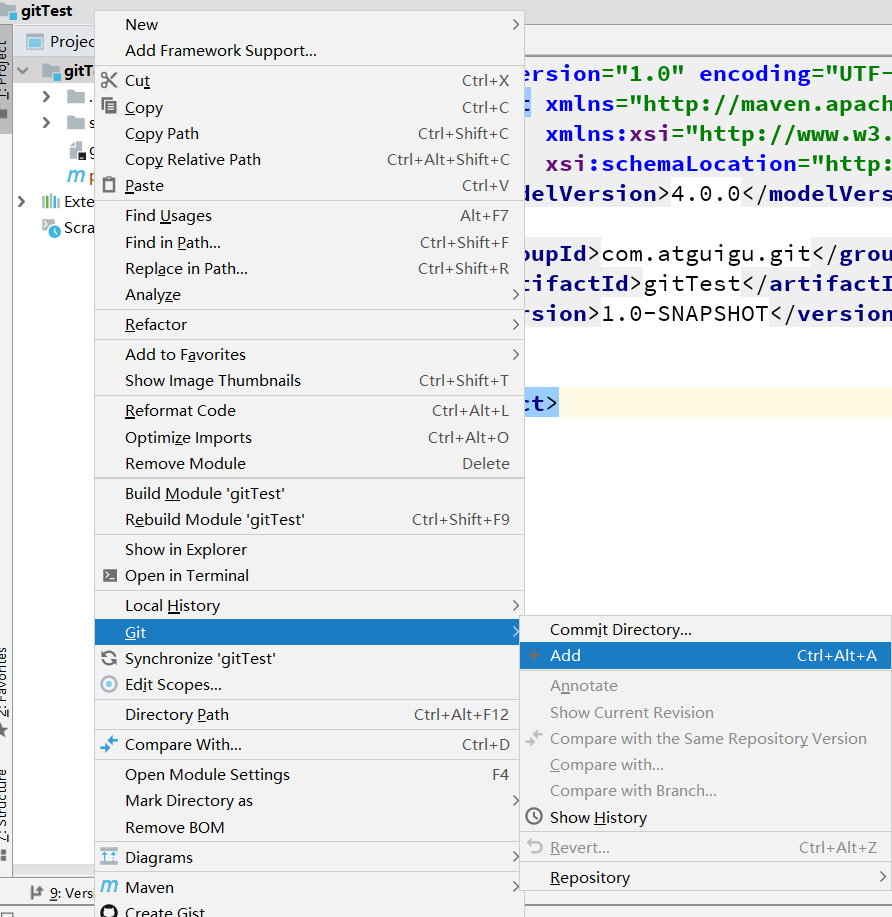 gitTest
New
Add Framework Support...
Cut Ctrl+X
Copy Ctrl+C
Copy Path Ctrl+Shift+C
Copy Relative Path Ctrl+Alt+Shift+C
Paste Ctrl+V
Find Usages Alt+F7
Find in Path... Ctrl+Shift+F
Replace in Path... Ctrl+Shift+R
Analyze
Refactor
Add to Favorites
Show Image Thumbnails Ctrl+Shift+T
Reformat Code Ctrl+Alt+L
Optimize Imports Ctrl+Alt+O
Remove Module Delete
Build Module 'gitTest'
Rebuild Module 'gitTest' Ctrl+Shift+F9
Show in Explorer
Open in Terminal
Local History
Git
Synchronize 'gitTest'
Edit Scopes...
Directory Path Ctrl+Alt+F12
Compare With... Ctrl+D
Open Module Settings F4
Mark Directory as
Remove BOM
Diagrams
Maven
Create Gist
Commit Directory...
Add Ctrl+Alt+A
Annotate
Show Current Revision
Compare with the Same Repository Version
Compare with...
Compare with Branch...
Show History
Revert... Ctrl+Alt+Z
Repository
Projec
gitT
Exte
Scra
1: Project
2: Favorites
7: Structure
9: Versi
ersion="1.0" encoding="UTF-
t xmlns="http://maven.apach
xmlns:xsi="http://www.w3.
xsi:schemaLocation="http:
delVersion>4.0.0</modelVers
oupId>com.atguigu.git</grou
tifactId>gitTest</artifactI
rsion>1.0-SNAPSHOT</version
ct>